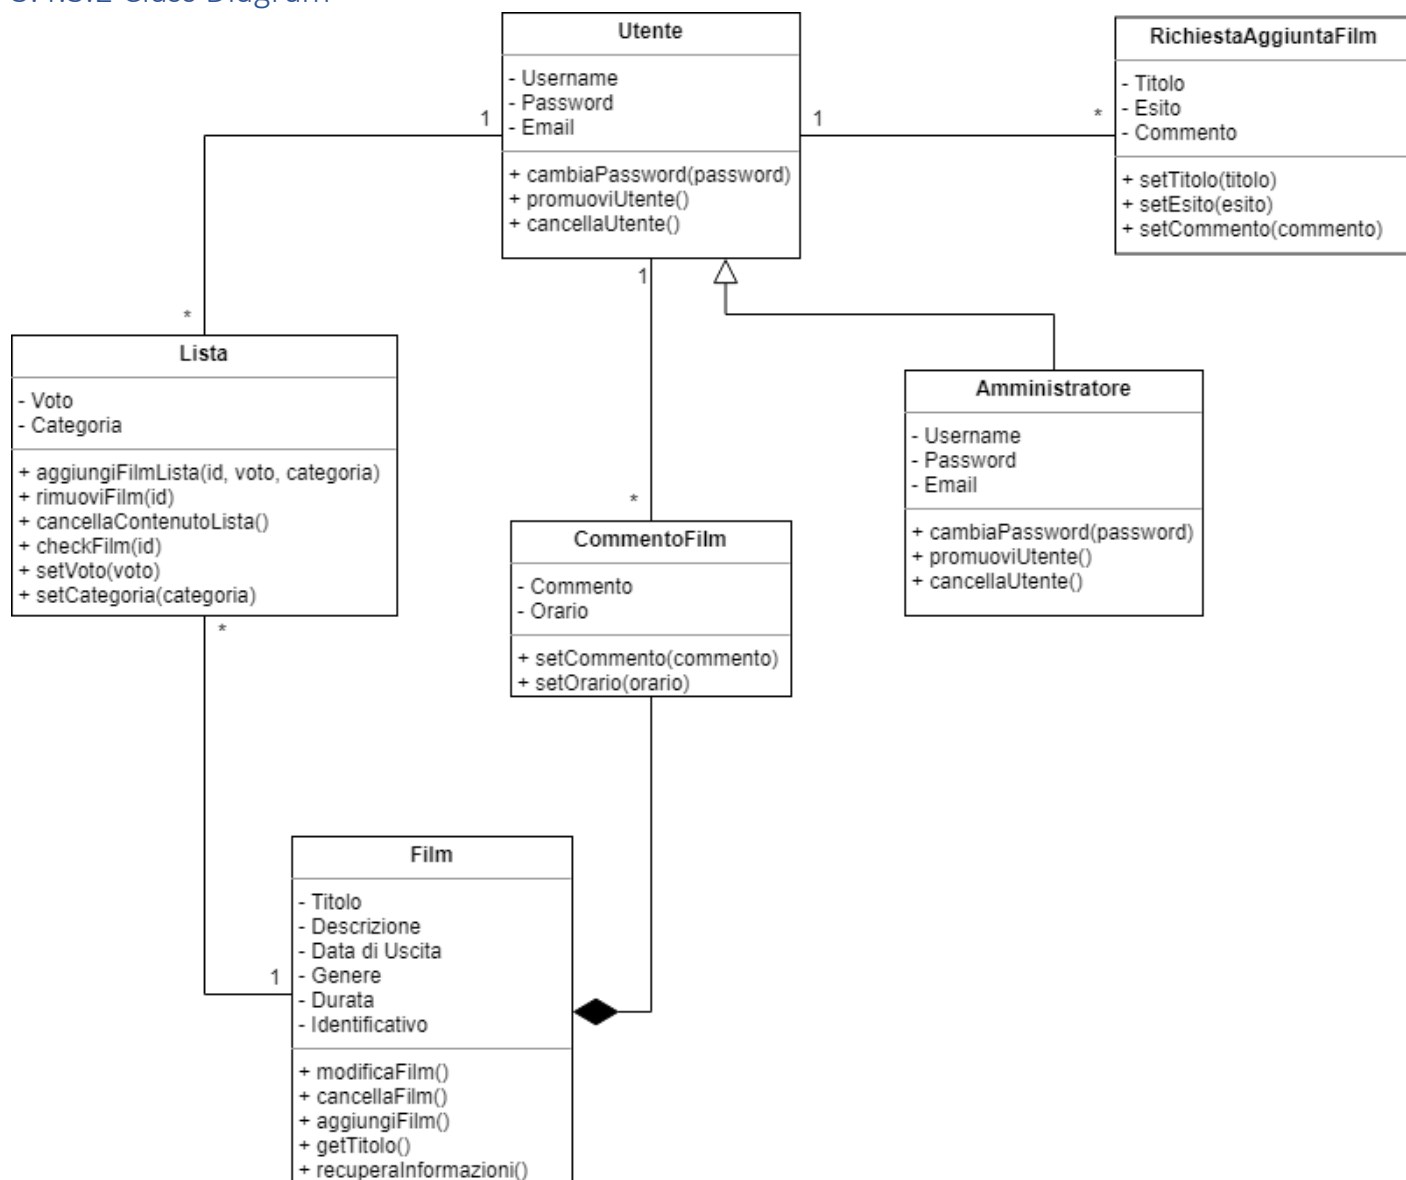 Class Diagram
Utente
- Username
- Password
- Email
+ cambiaPassword(password)
+ promuoviUtente()
+ cancellaUtente()
RichiestaAggiuntaFilm
- Titolo
- Esito
- Commento
+ setTitolo(titolo)
+ setEsito(esito)
+ setCommento(commento)
1
1
*
1
*
Lista
- Voto
- Categoria
+ aggiungiFilmLista(id, voto, categoria)
+ rimuoviFilm(id)
+ cancellaContenutoLista()
+ checkFilm(id)
+ setVoto(voto)
+ setCategoria(categoria)
*
*
CommentoFilm
- Commento
- Orario
+ setCommento(commento)
+ setOrario(orario)
Amministratore
- Username
- Password
- Email
+ cambiaPassword(password)
+ promuoviUtente()
+ cancellaUtente()
1
Film
- Titolo
- Descrizione
- Data di Uscita
- Genere
- Durata
- Identificativo
+ modificaFilm()
+ cancellaFilm()
+ aggiungiFilm()
+ getTitolo()
+ recuperaInformazioni()